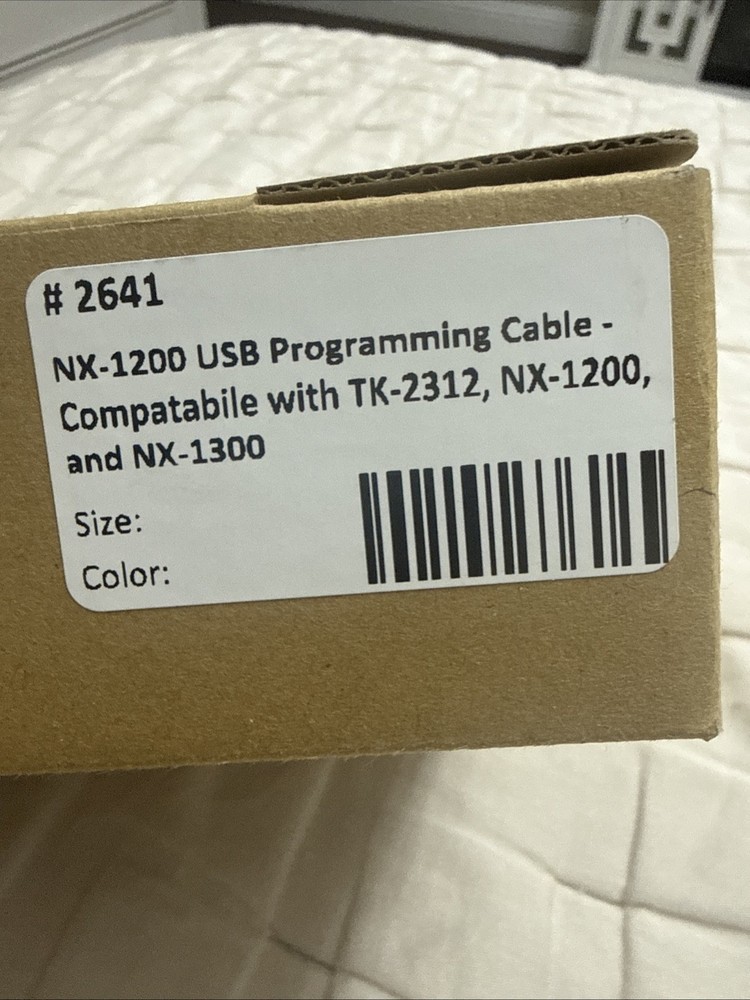 # 2641
NX-1200 USB Programming Cable -
Compatabile with TK-2312, NX-1200,
and NX-1300
Size:
Color: